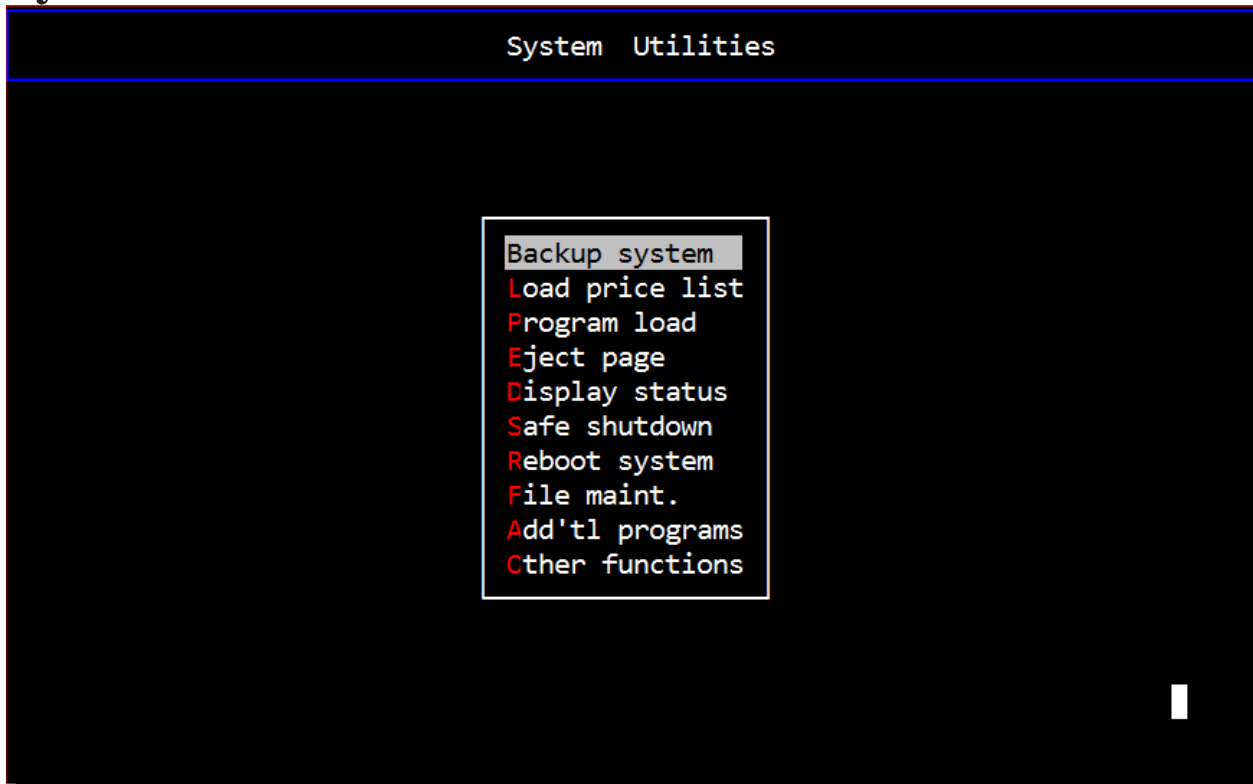 System Utilities
Backup system
Load price list
Program load
Eject page
Display status
Safe shutdown
Reboot system
File maint.
Add'tl programs
Other functions